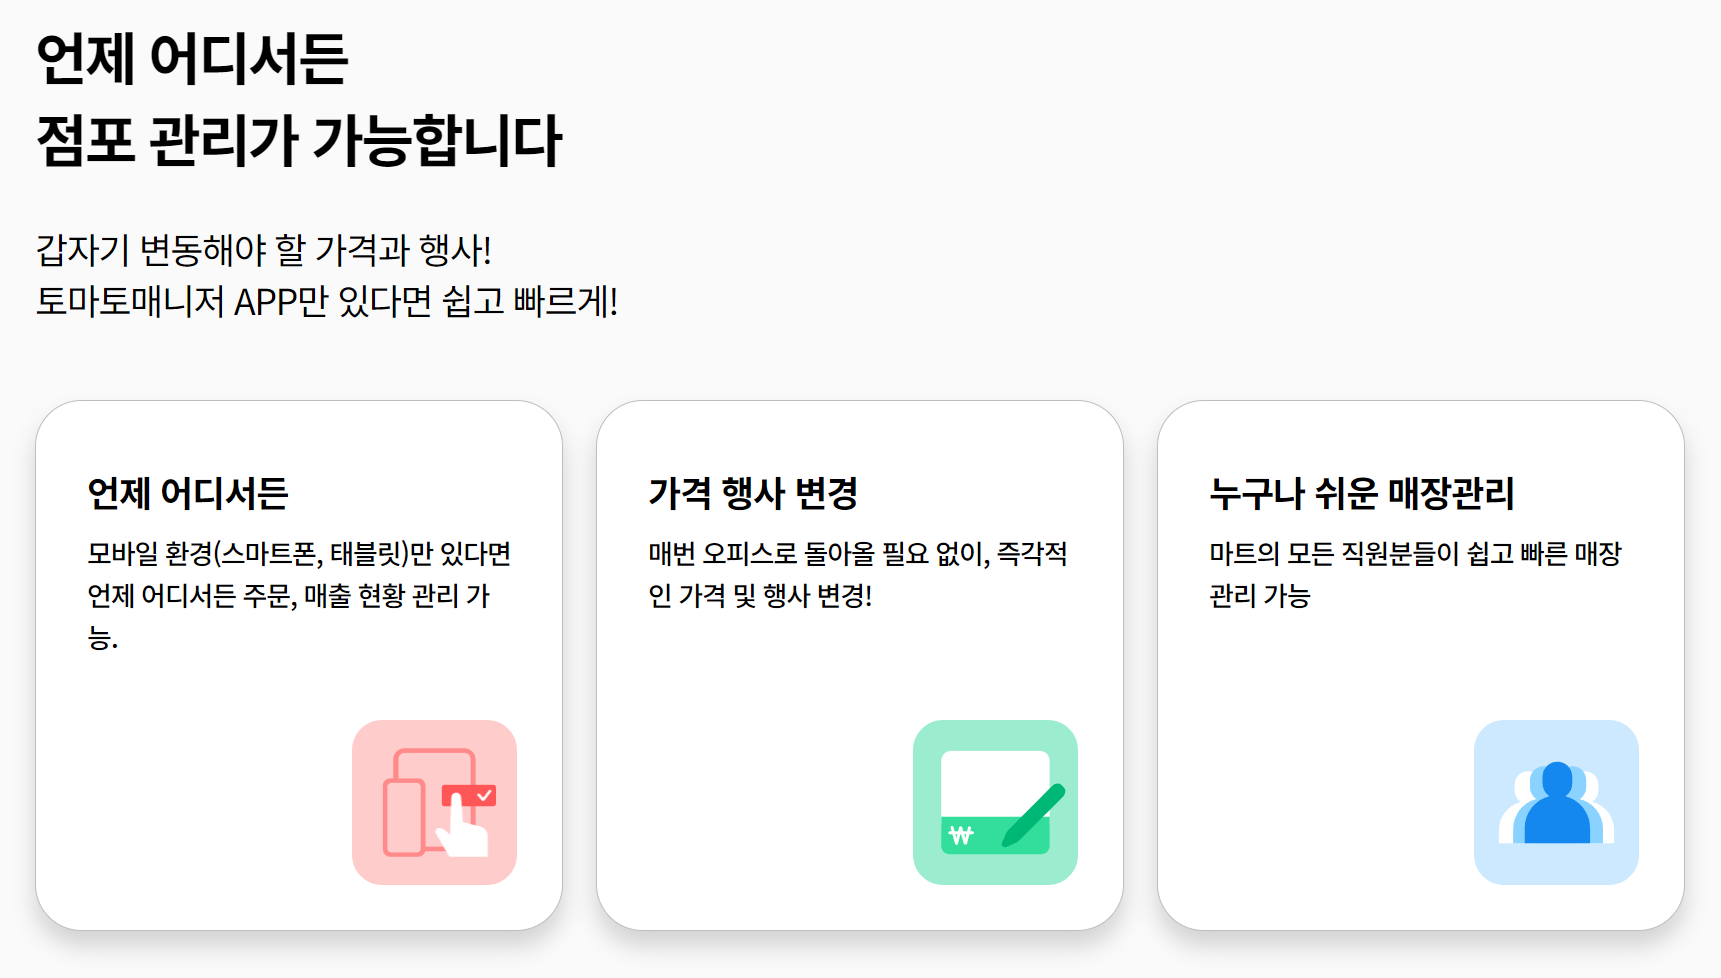 언제 어디서든
점포 관리가 가능합니다
갑자기 변동해야 할 가격과 행사!
토마토매니저 APP만 있다면 쉽고 빠르게!
언제 어디서든
모바일 환경(스마트폰, 태블릿)만 있다면
언제 어디서든 주문, 매출 현황 관리 가
능.
가격 행사 변경
매번 오피스로 돌아올 필요 없이, 즉각적
인 가격 및 행사 변경!
₩
누구나 쉬운 매장관리
마트의 모든 직원분들이 쉽고 빠른 매장
관리 가능